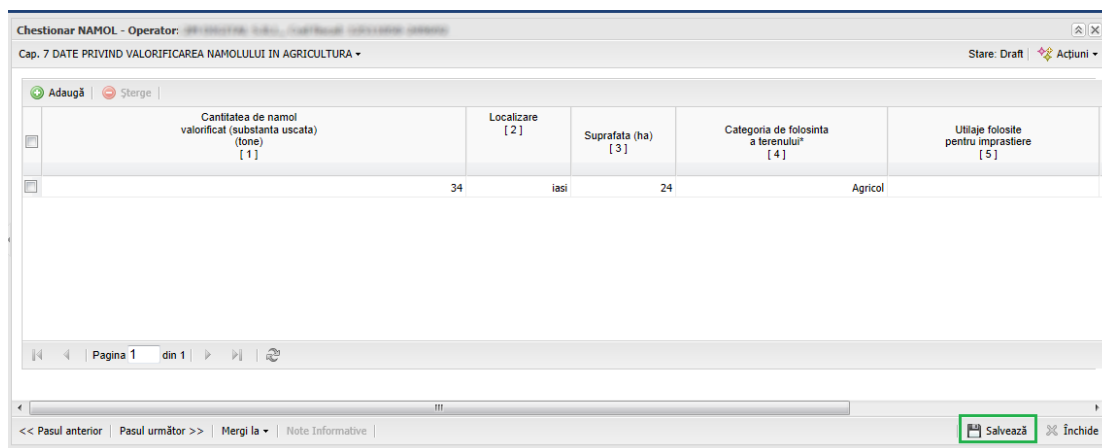 Chestionar NAMOL - Operator:
Cap. 7 DATE PRIVIND VALORIFICAREA NAMOLULUI IN AGRICULTURA
Stare: Draft
Acțiuni
Adaugă
Șterge
Cantitatea de namol
valorificat (substanta uscata)
(tone)
[ 1 ]
Localizare
[ 2 ]
Suprafata (ha)
[ 3 ]
Categoria de folosinta
a terenului*
[ 4 ]
Utilaje folosite
pentru imprastiere
[ 5 ]
34 iasi 24 Agricol
Pagina 1 din 1
<< Pasul anterior Pasul următor >> Mergi la Note Informative
Salvează
Închide